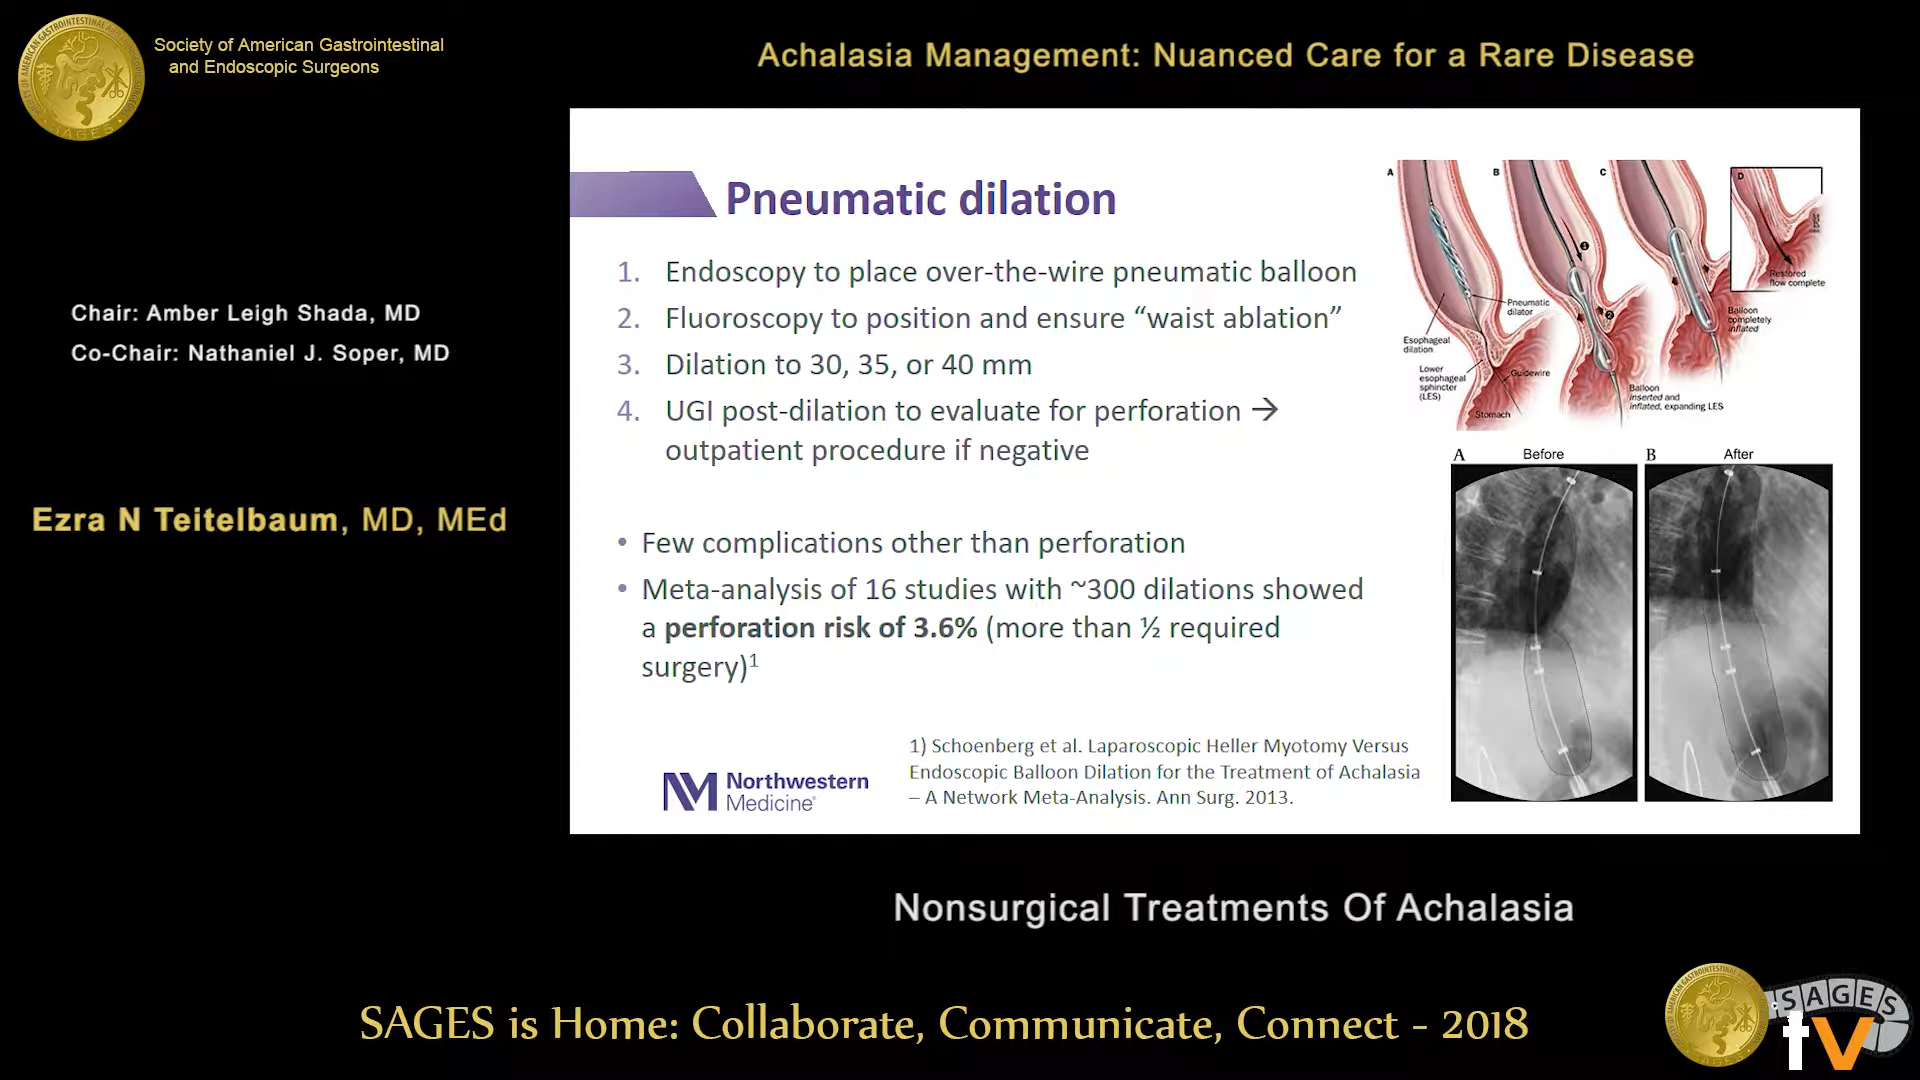 Society of American Gastrointestinal
and Endoscopic Surgeons
Achalasia Management: Nuanced Care for a Rare Disease
Chair: Amber Leigh Shada, MD
Co-Chair: Nathaniel J. Soper, MD
Ezra N Teitelbaum, MD, MEd
Pneumatic dilation
1. Endoscopy to place over-the-wire pneumatic balloon
2. Fluoroscopy to position and ensure “waist ablation”
3. Dilation to 30, 35, or 40 mm
4. UGI post-dilation to evaluate for perforation →
outpatient procedure if negative
• Few complications other than perforation
• Meta-analysis of 16 studies with ~300 dilations showed
a perforation risk of 3.6% (more than ½ required
surgery)1
1) Schoenberg et al. Laparoscopic Heller Myotomy Versus
Endoscopic Balloon Dilation for the Treatment of Achalasia
– A Network Meta-Analysis. Ann Surg. 2013.
NM Northwestern
Medicine
A
B
C
D
Restored
flow complete
Pneumatic
dilator
Esophageal
dilation
Lower
esophageal
sphincter
(LES)
Guidewire
Stomach
1
2
Balloon
inserted and
inflated, expanding LES
Balloon
completely
inflated
A Before
B After
Nonsurgical Treatments Of Achalasia
SAGES is Home: Collaborate, Communicate, Connect - 2018
SAGES
tv